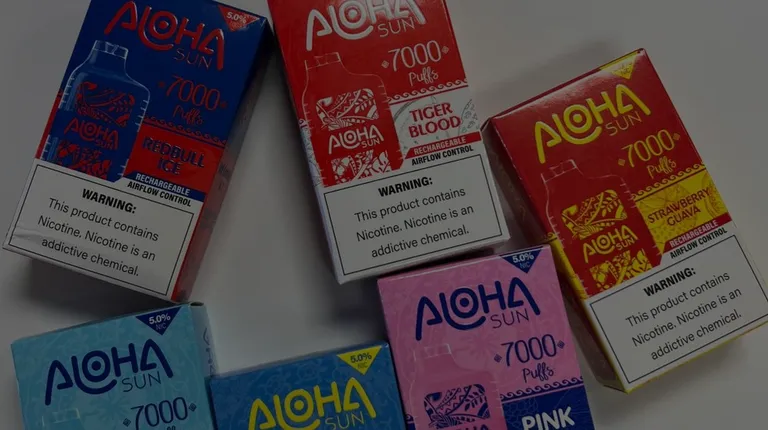 5.0%
ALOHA
SUN
7000
Puffs
ALOHA
REDBULL
ICE
RECHARGEABLE
AIRFLOW CONTROL
WARNING:
This product contains
Nicotine. Nicotine is an
addictive chemical.
ALOHA
SUN
7000
Puffs
ALOHA
SUN
TIGER
BLOOD
RECHARGEABLE
AIRFLOW CONTROL
WARNING:
This product contains
Nicotine. Nicotine is an
addictive chemical.
ALOHA
SUN
7000
Puffs
ALOHA
SUN
STRAWBERRY
GUAVA
RECHARGEABLE
AIRFLOW CONTROL
WARNING:
This product contains
Nicotine. Nicotine is an
addictive chemical.
5.0%
NIC
ALOHA
SUN
7000
5.0%
NIC
ALOHA
SUN
5.0%
NIC
ALOHA
SUN
7000
Puffs
PINK